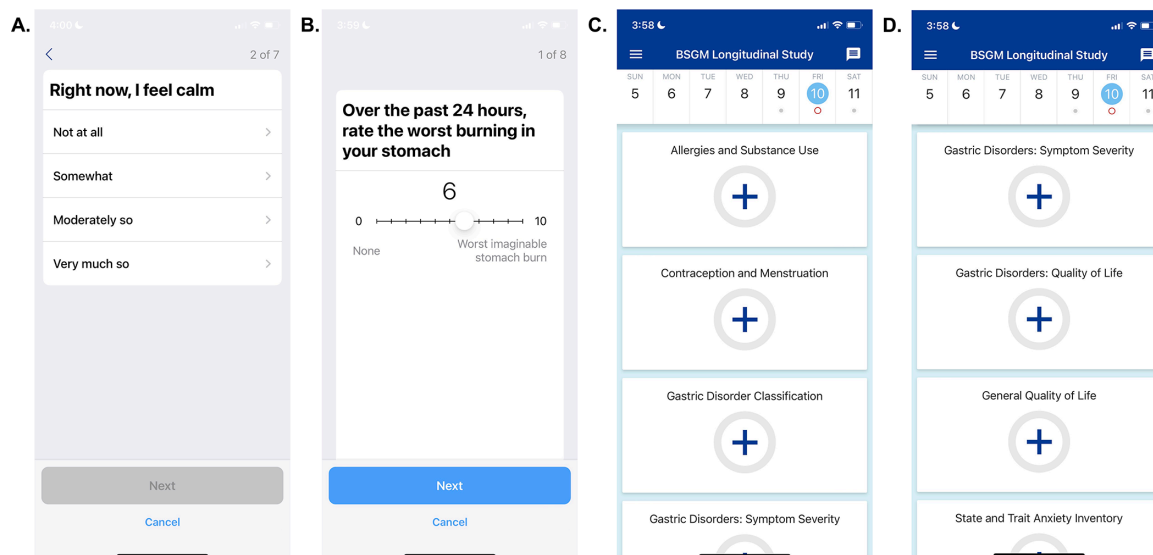 A.
4:00
2 of 7
Right now, I feel calm
Not at all
Somewhat
Moderately so
Very much so
Next
Cancel
B.
3:59
1 of 8
Over the past 24 hours,
rate the worst burning in
your stomach
6
0 10
None Worst imaginable
stomach burn
Next
Cancel
C.
3:58
BSGM Longitudinal Study
SUN MON TUE WED THU FRI SAT
5 6 7 8 9 10 11
Allergies and Substance Use
Contraception and Menstruation
Gastric Disorder Classification
Gastric Disorders: Symptom Severity
D.
3:58
BSGM Longitudinal Study
SUN MON TUE WED THU FRI SAT
5 6 7 8 9 10 11
Gastric Disorders: Symptom Severity
Gastric Disorders: Quality of Life
General Quality of Life
State and Trait Anxiety Inventory